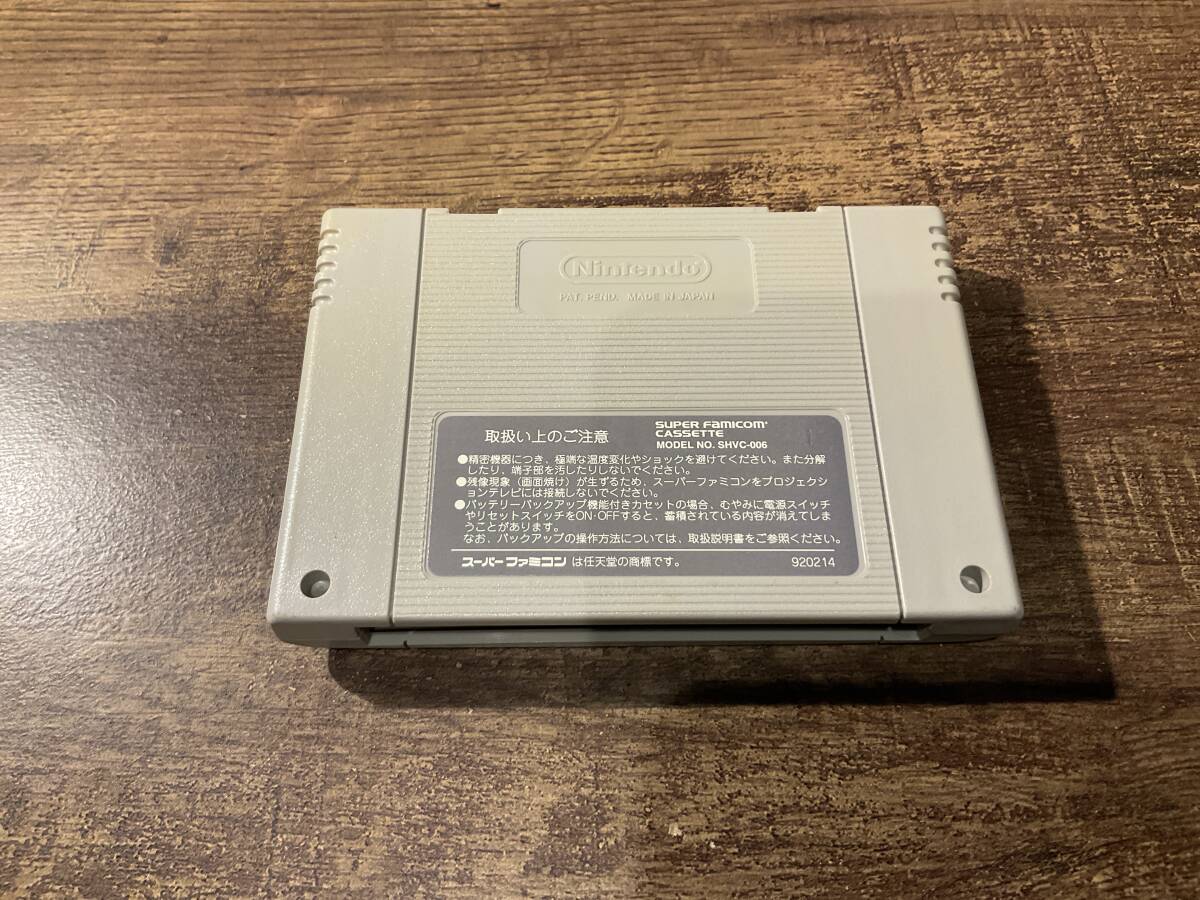 Nintendo
PAT. PEND. MADE IN JAPAN
取扱い上のご注意
SUPER FAMICOM
CASSETTE
MODEL NO. SHVC-006
●精密機器につき、極端な温度変化やショックを避けてください。また分解
したり、端子部を汚したりしないでください。
●残像現象（画面焼け）が生ずるため、スーパーファミコンをプロジェクシ
ョンテレビには接続しないでください。
●バッテリーバックアップ機能付きカセットの場合、むやみに電源スイッチ
やリセットスイッチをON·OFFすると、蓄積されている内容が消えてしま
うことがあります。
なお、バックアップの操作方法については、取扱説明書をご参照ください。
スーパーファミコン は任天堂の商標です。
920214